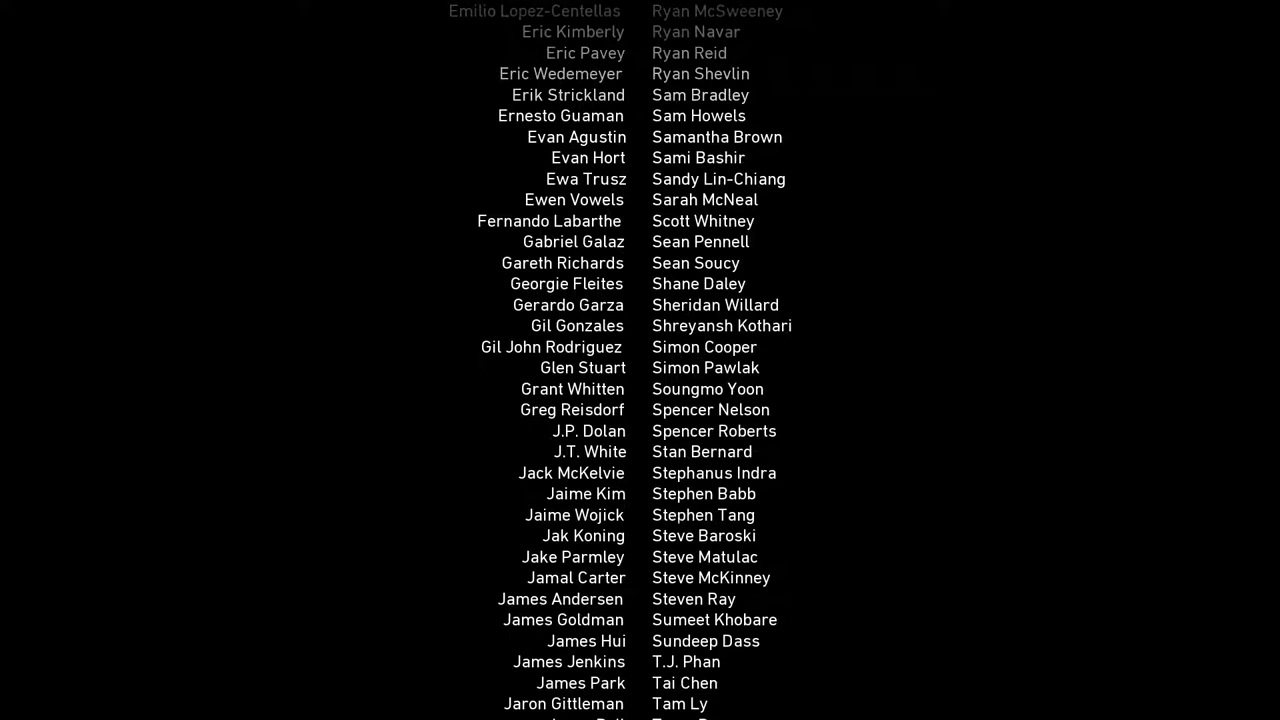 Emilio Lopez-Centellas Ryan McSweeney
Eric Kimberly Ryan Navar
Eric Pavey Ryan Reid
Eric Wedemeyer Ryan Shevlin
Erik Strickland Sam Bradley
Ernesto Guaman Sam Howels
Evan Agustin Samantha Brown
Evan Hort Sami Bashir
Ewa Trusz Sandy Lin-Chiang
Ewen Vowels Sarah McNeal
Fernando Labarthe Scott Whitney
Gabriel Galaz Sean Pennell
Gareth Richards Sean Soucy
Georgie Fleites Shane Daley
Gerardo Garza Sheridan Willard
Gil Gonzales Shreyansh Kothari
Gil John Rodriguez Simon Cooper
Glen Stuart Simon Pawlak
Grant Whitten Soungmo Yoon
Greg Reisdorf Spencer Nelson
J.P. Dolan Spencer Roberts
J.T. White Stan Bernard
Jack McKelvie Stephanus Indra
Jaime Kim Stephen Babb
Jaime Wojick Stephen Tang
Jak Koning Steve Baroski
Jake Parmley Steve Matulac
Jamal Carter Steve McKinney
James Andersen Steven Ray
James Goldman Sumeet Khobare
James Hui Sundeep Dass
James Jenkins T.J. Phan
James Park Tai Chen
Jaron Gittleman Tam Ly